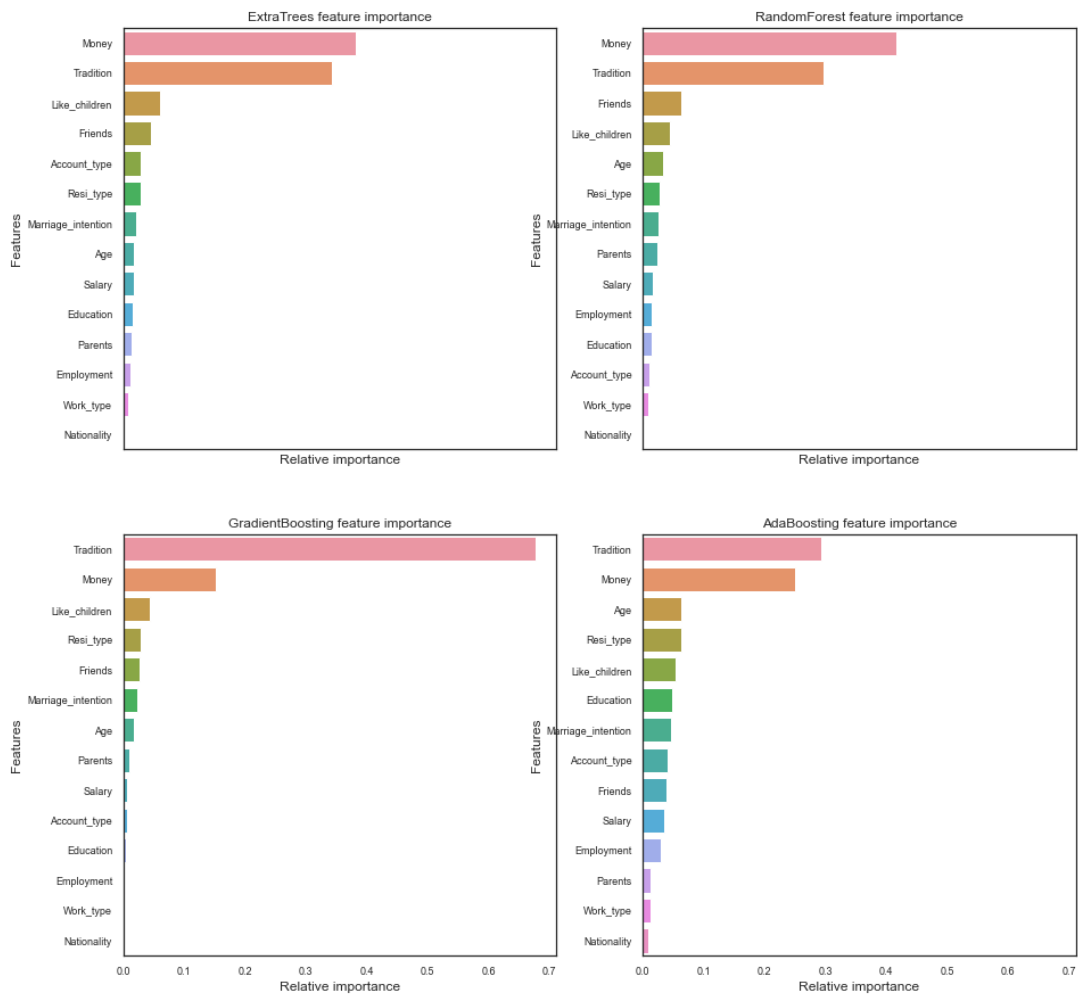 ExtraTrees feature importance
Money
Tradition
Like_children
Friends
Account_type
Resi_type
Marriage_intention
Age
Salary
Education
Parents
Employment
Work_type
Nationality
Features
Relative importance
RandomForest feature importance
Money
Tradition
Friends
Like_children
Age
Resi_type
Marriage_intention
Parents
Salary
Employment
Education
Account_type
Work_type
Nationality
Features
Relative importance
GradientBoosting feature importance
Tradition
Money
Like_children
Resi_type
Friends
Marriage_intention
Age
Parents
Salary
Account_type
Education
Employment
Work_type
Nationality
Features
0.0 0.1 0.2 0.3 0.4 0.5 0.6 0.7
Relative importance
AdaBoosting feature importance
Tradition
Money
Age
Resi_type
Like_children
Education
Marriage_intention
Account_type
Friends
Salary
Employment
Parents
Work_type
Nationality
Features
0.0 0.1 0.2 0.3 0.4 0.5 0.6 0.7
Relative importance